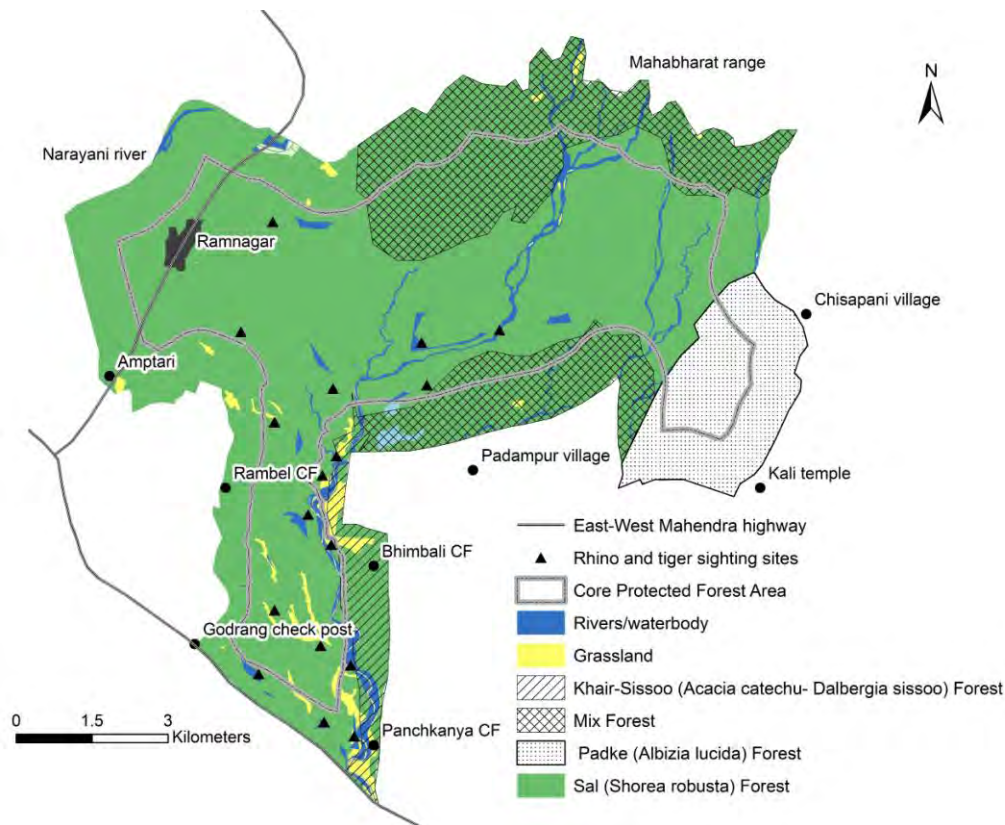 Mahabharat range
N
Narayani river
Ramnagar
Chisapani village
Amptari
Padampur village
Rambel CF
Kali temple
Bhimbali CF
Godrang check post
Panchkanya CF
East-West Mahendra highway
Rhino and tiger sighting sites
Core Protected Forest Area
Rivers/waterbody
Grassland
Khair-Sissoo (Acacia catechu- Dalbergia sissoo) Forest
Mix Forest
Padke (Albizia lucida) Forest
Sal (Shorea robusta) Forest
0 1.5 3
Kilometers